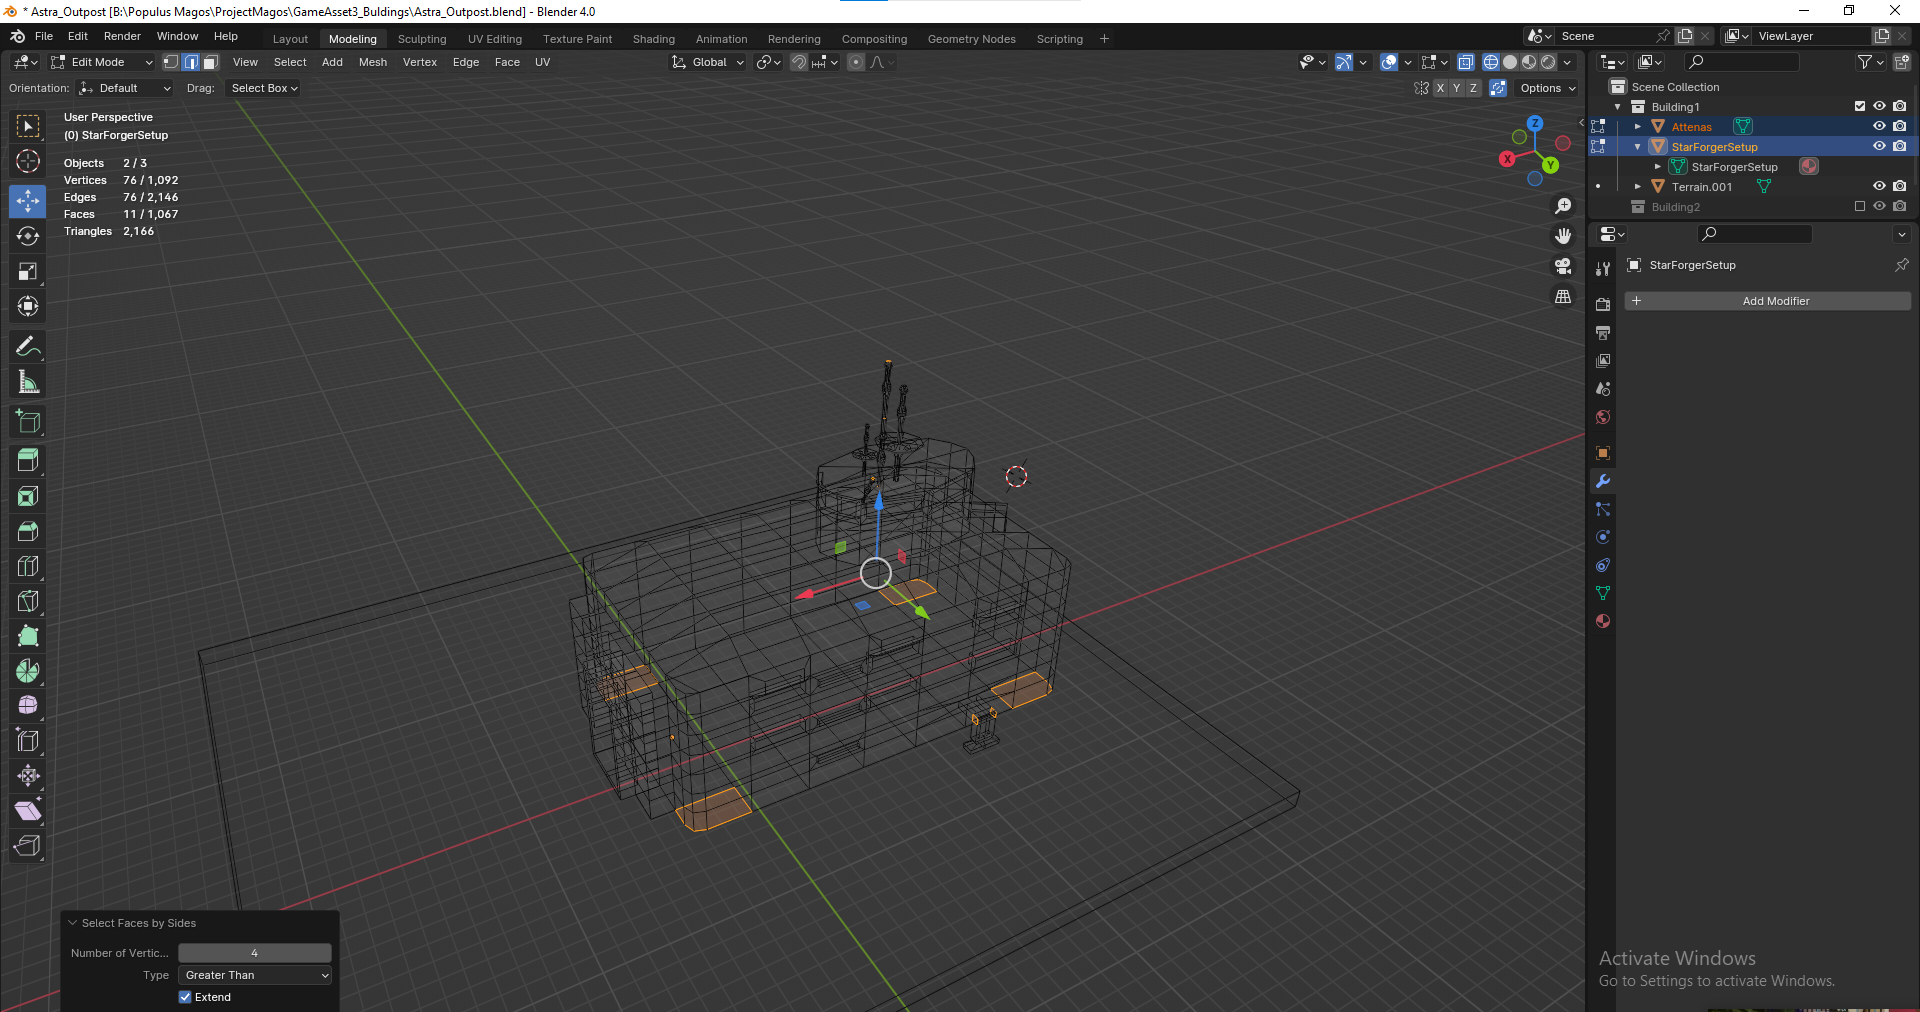 * Astra_Outpost [B:\Populus Magos\ProjectMagos\GameAsset3_Buldings\Astra_Outpost.blend] - Blender 4.0
File Edit Render Window Help Layout Modeling Sculpting UV Editing Texture Paint Shading Animation Rendering Compositing Geometry Nodes Scripting + Scene ViewLayer
Edit Mode View Select Add Mesh Vertex Edge Face UV Global
Orientation: Default Drag: Select Box X Y Z Options
User Perspective
(0) StarForgerSetup
Objects 2 / 3
Vertices 76 / 1,092
Edges 76 / 2,146
Faces 11 / 1,067
Triangles 2,166
Z
X
Y
Scene Collection
Building1
Attenas
StarForgerSetup
StarForgerSetup
Terrain.001
Building2
StarForgerSetup
+ Add Modifier
Select Faces by Sides
Number of Vertic... 4
Type Greater Than
Extend
Activate Windows
Go to Settings to activate Windows.